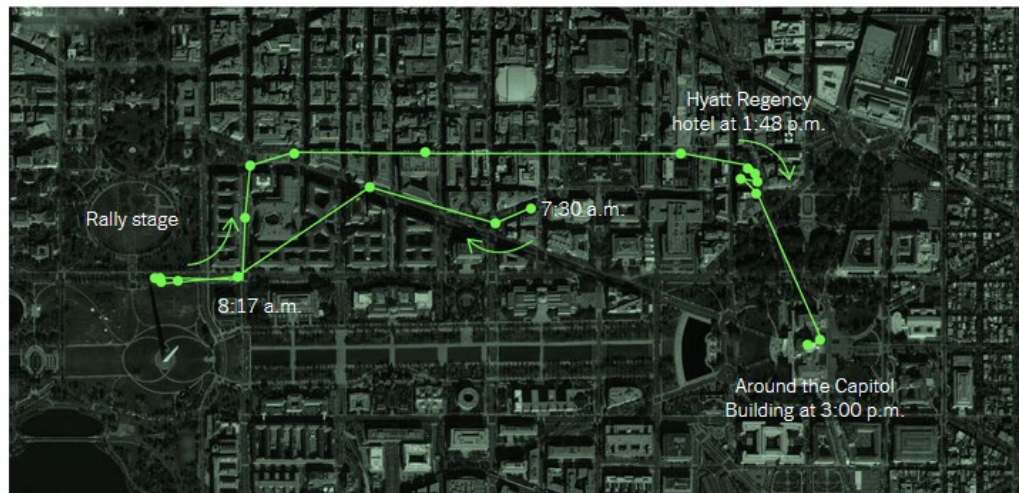 Hyatt Regency
hotel at 1:48 p.m.
Rally stage
7:30 a.m.
8:17 a.m.
Around the Capitol
Building at 3:00 p.m.